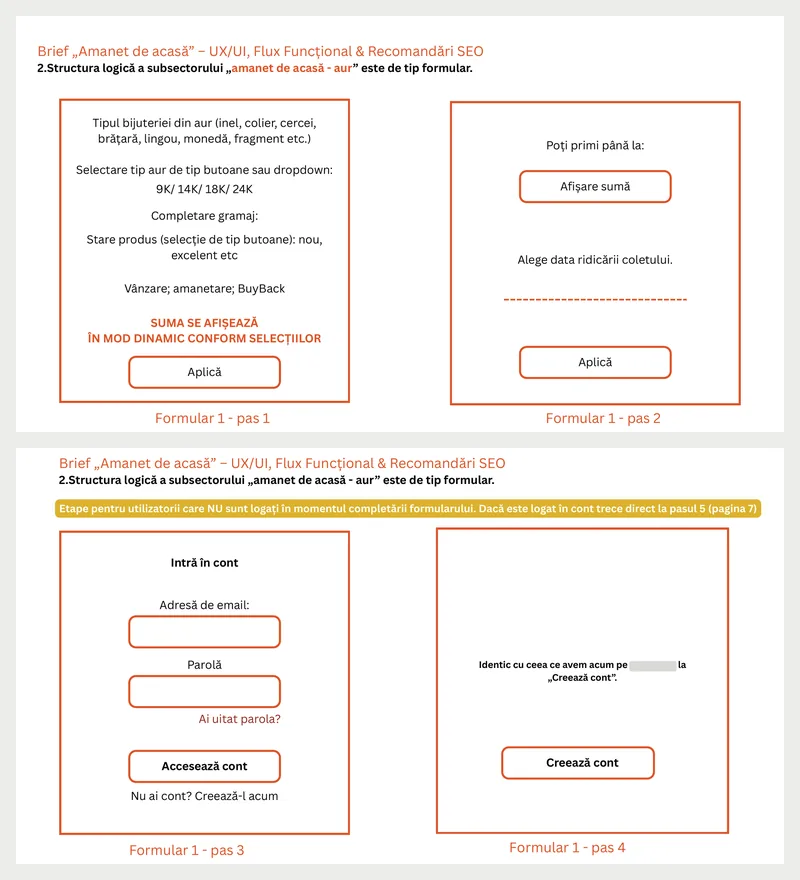 Brief „Amanet de acasă” – UX/UI, Flux Funcțional & Recomandări SEO
2.Structura logică a subsectorului „amanet de acasă - aur” este de tip formular.
Tipul bijuteriei din aur (inel, colier, cercei,
brățară, lingou, monedă, fragment etc.)
Selectare tip aur de tip butoane sau dropdown:
9K/ 14K/ 18K/ 24K
Completare gramaj:
Stare produs (selecție de tip butoane): nou,
excelent etc
Vânzare; amanetare; BuyBack
SUMA SE AFIȘEAZĂ
ÎN MOD DINAMIC CONFORM SELECȚIILOR
Aplică
Formular 1 - pas 1
Poți primi până la:
Afișare sumă
Alege data ridicării coletului.
Aplică
Formular 1 - pas 2
Brief „Amanet de acasă” – UX/UI, Flux Funcțional & Recomandări SEO
2.Structura logică a subsectorului „amanet de acasă - aur” este de tip formular.
Etape pentru utilizatorii care NU sunt logați în momentul completării formularului. Dacă este logat în cont trece direct la pasul 5 (pagina 7)
Intră în cont
Adresă de email:
Parolă
Ai uitat parola?
Accesează cont
Nu ai cont? Creează-l acum
Formular 1 - pas 3
Identic cu ceea ce avem acum pe la
„Creează cont”.
Creează cont
Formular 1 - pas 4